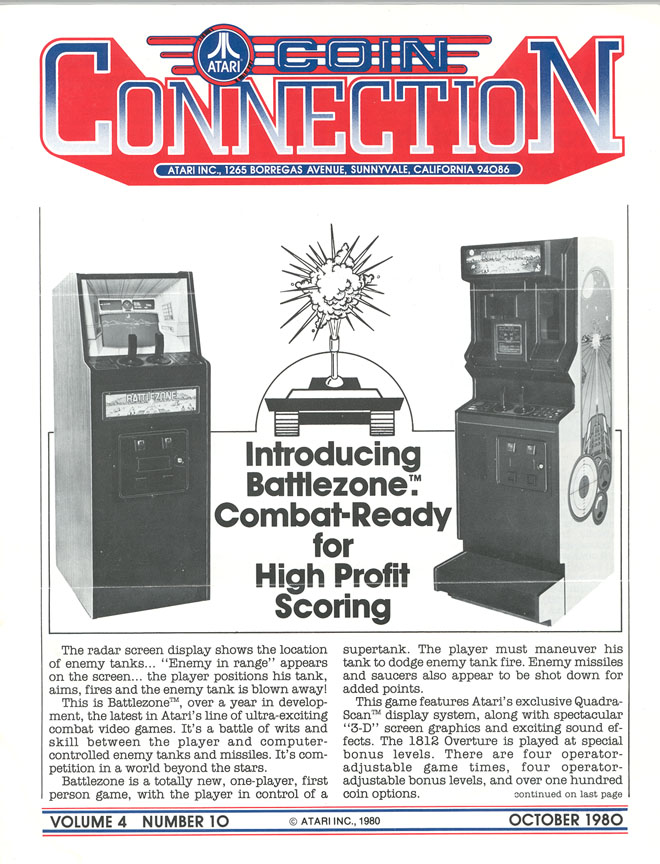 ATARI
COIN
CONNECTION
ATARI INC., 1265 BORREGAS AVENUE, SUNNYVALE, CALIFORNIA 94086
BATTLEZONE
Introducing
Battlezone™.
Combat-Ready
for
High Profit
Scoring
The radar screen display shows the location
of enemy tanks... "Enemy in range" appears
on the screen... the player positions his tank,
aims, fires and the enemy tank is blown away!
This is Battlezone™, over a year in develop-
ment, the latest in Atari's line of ultra-exciting
combat video games. It's a battle of wits and
skill between the player and computer-
controlled enemy tanks and missiles. It's com-
petition in a world beyond the stars.
Battlezone is a totally new, one-player, first
person game, with the player in control of a
supertank. The player must maneuver his
tank to dodge enemy tank fire. Enemy missiles
and saucers also appear to be shot down for
added points.
This game features Atari's exclusive Quadra-
Scan™ display system, along with spectacular
"3-D" screen graphics and exciting sound ef-
fects. The 1812 Overture is played at special
bonus levels. There are four operator-
adjustable game times, four operator-
adjustable bonus levels, and over one hundred
coin options.
continued on last page
VOLUME 4 NUMBER 10
© ATARI INC., 1980
OCTOBER 1980